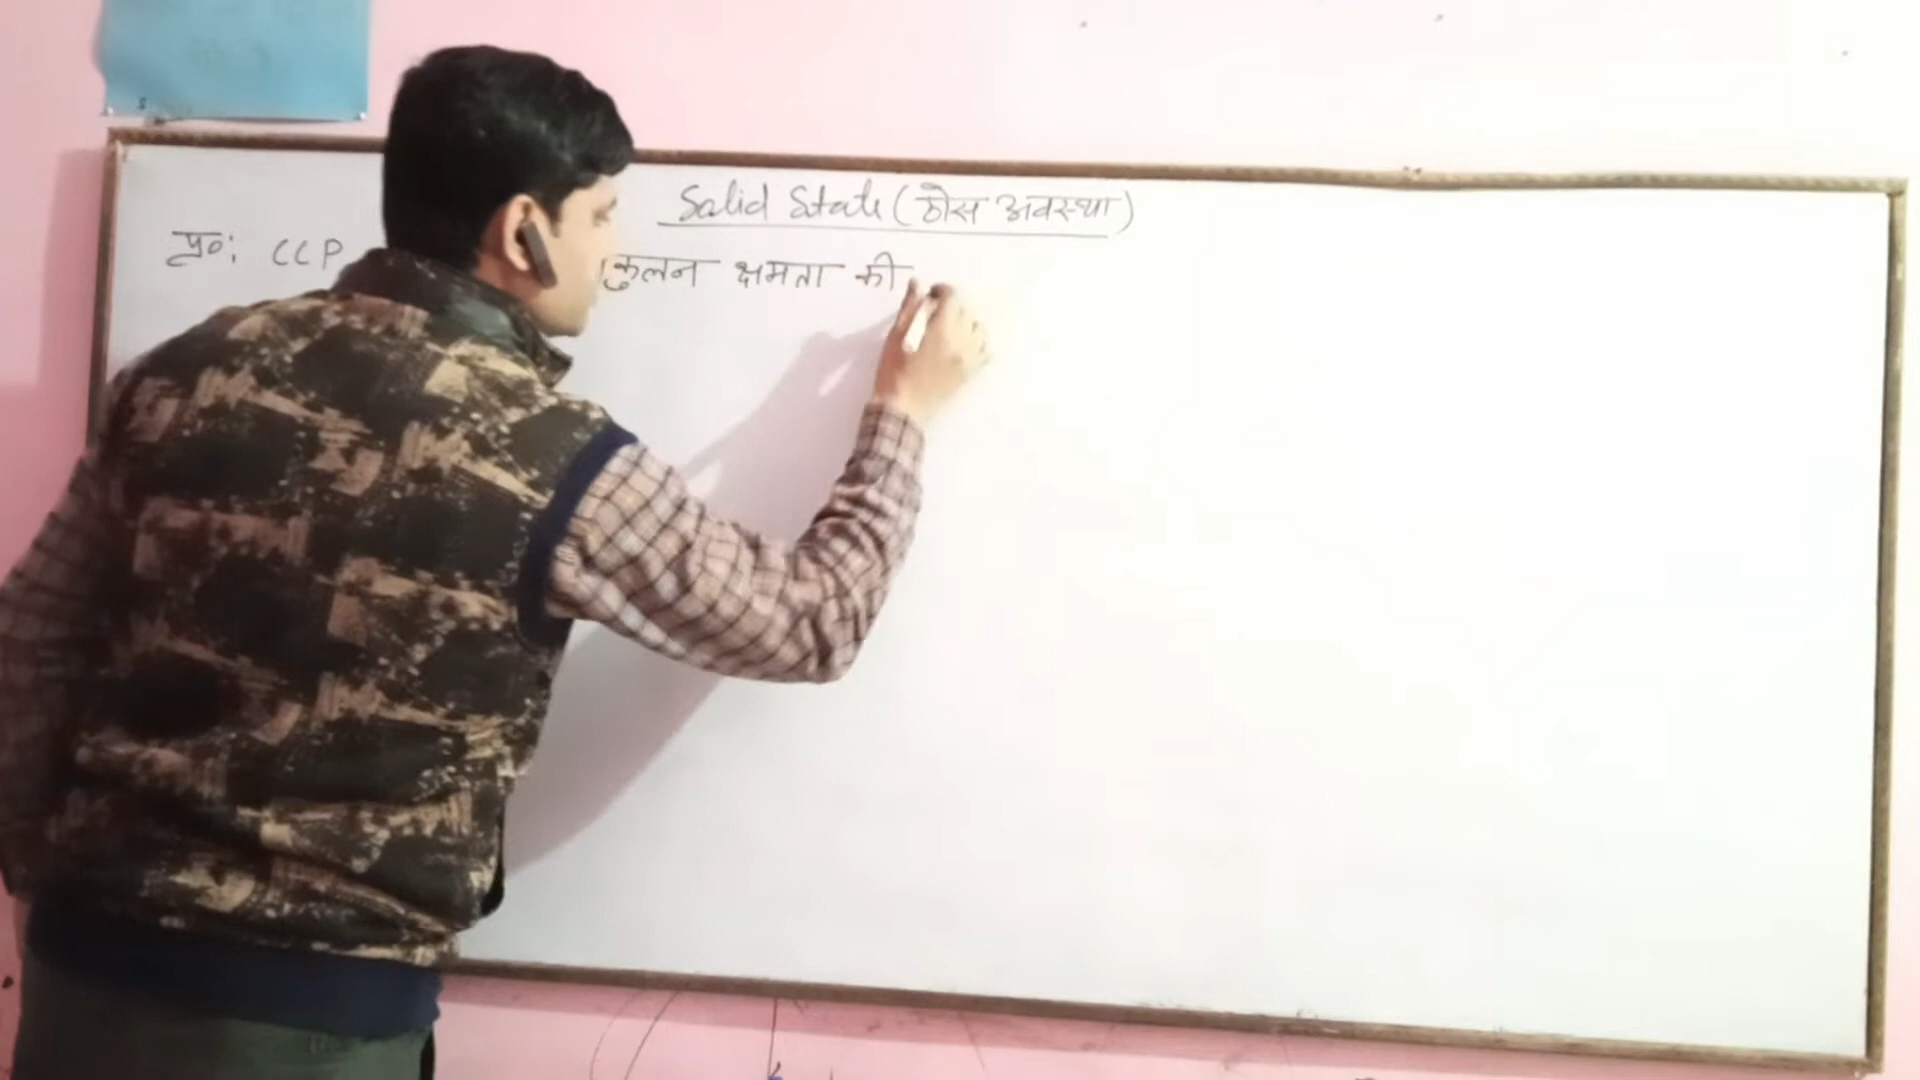 Solid State (ठोस अवस्था)
प्र०: CCP कुलन क्षमता की